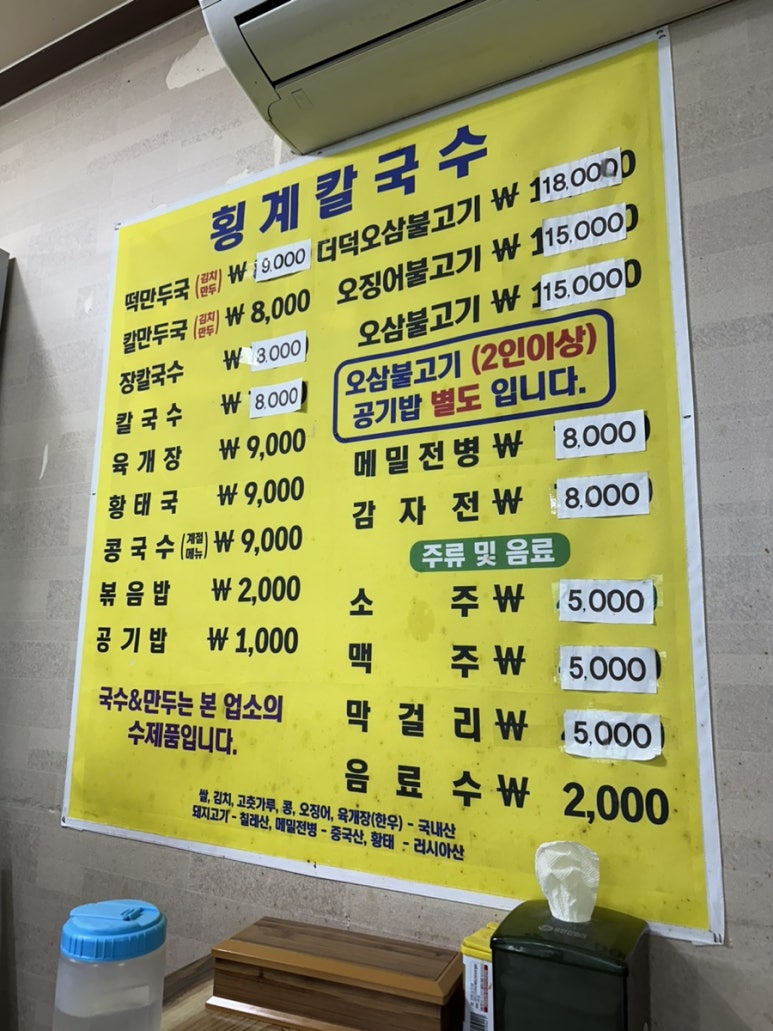 횡계칼국수
떡만두국 (김치만두) ₩ 9,000
칼만두국 (김치만두) ₩ 8,000
장칼국수 ₩ 8,000
칼국수 ₩ 8,000
육개장 ₩ 9,000
황태국 ₩ 9,000
콩국수 (계절메뉴) ₩ 9,000
볶음밥 ₩ 2,000
공기밥 ₩ 1,000
국수&만두는 본 업소의
수제품입니다.
더덕오삼불고기 ₩ 18,000
오징어불고기 ₩ 15,000
오삼불고기 ₩ 15,000
오삼불고기 (2인이상)
공기밥 별도 입니다.
메밀전병 ₩ 8,000
감자전 ₩ 8,000
주류 및 음료
소주 ₩ 5,000
맥주 ₩ 5,000
막걸리 ₩ 5,000
음료수 ₩ 2,000
쌀, 김치, 고춧가루, 콩, 오징어, 육개장(한우) - 국내산
돼지고기 - 칠레산, 메밀전병 - 중국산, 황태 - 러시아산